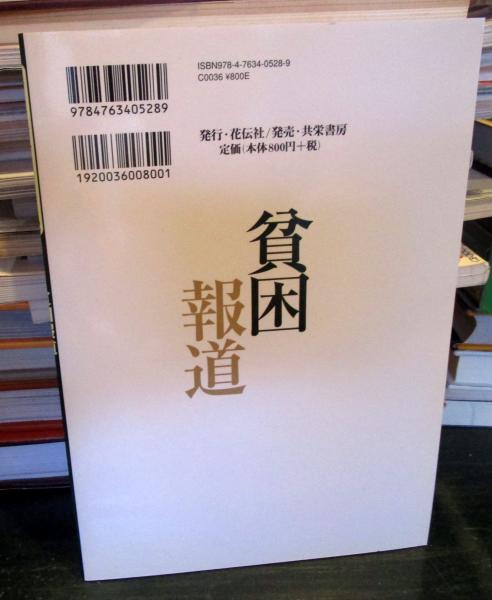 ISBN978-4-7634-0528-9
C0036 ¥800E
9784763405289
1920036008001
発行・花伝社/発売・共栄書房
定価(本体800円+税)
貧困
報道